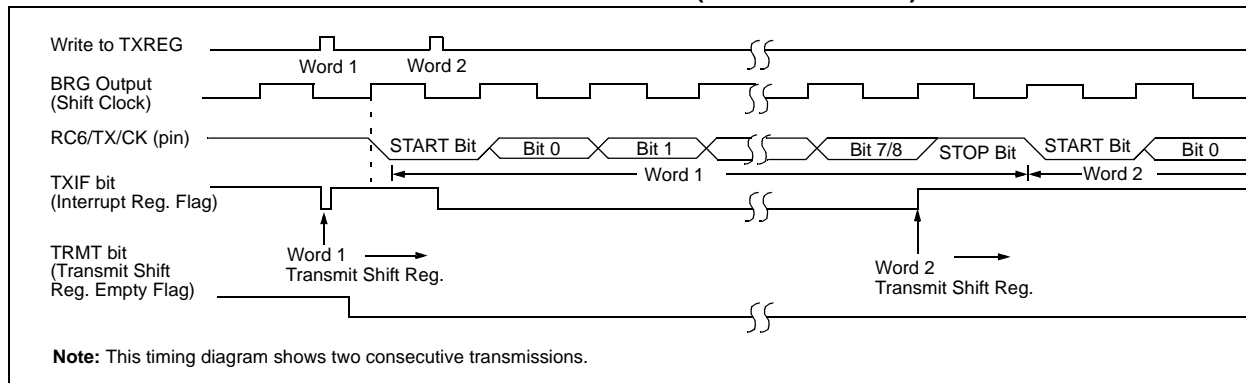 Write to TXREG
Word 1
Word 2
BRG Output
(Shift Clock)
RC6/TX/CK (pin)
START Bit
Bit 0
Bit 1
Bit 7/8
STOP Bit
START Bit
Bit 0
Word 1
Word 2
TXIF bit
(Interrupt Reg. Flag)
Word 1
Transmit Shift Reg.
Word 2
Transmit Shift Reg.
TRMT bit
(Transmit Shift
Reg. Empty Flag)
Note: This timing diagram shows two consecutive transmissions.